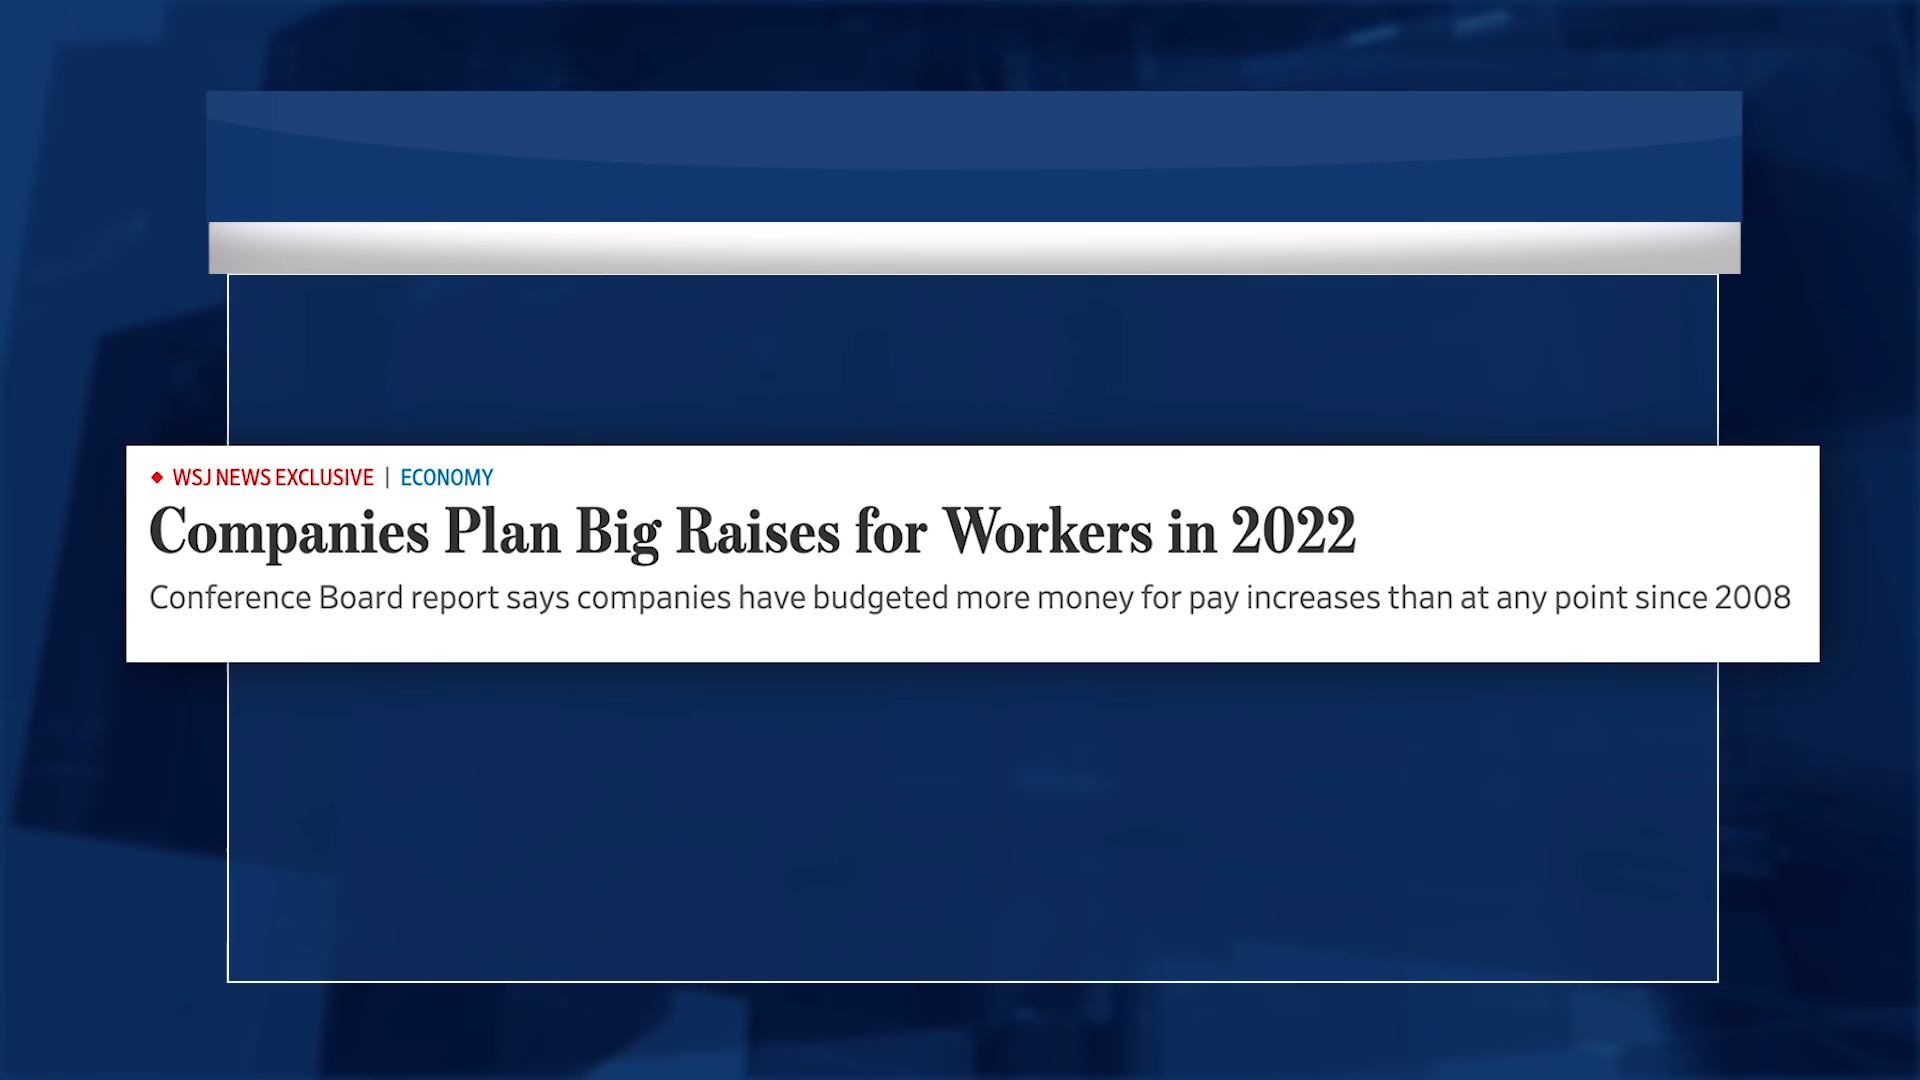 WSJ NEWS EXCLUSIVE | ECONOMY
Companies Plan Big Raises for Workers in 2022
Conference Board report says companies have budgeted more money for pay increases than at any point since 2008